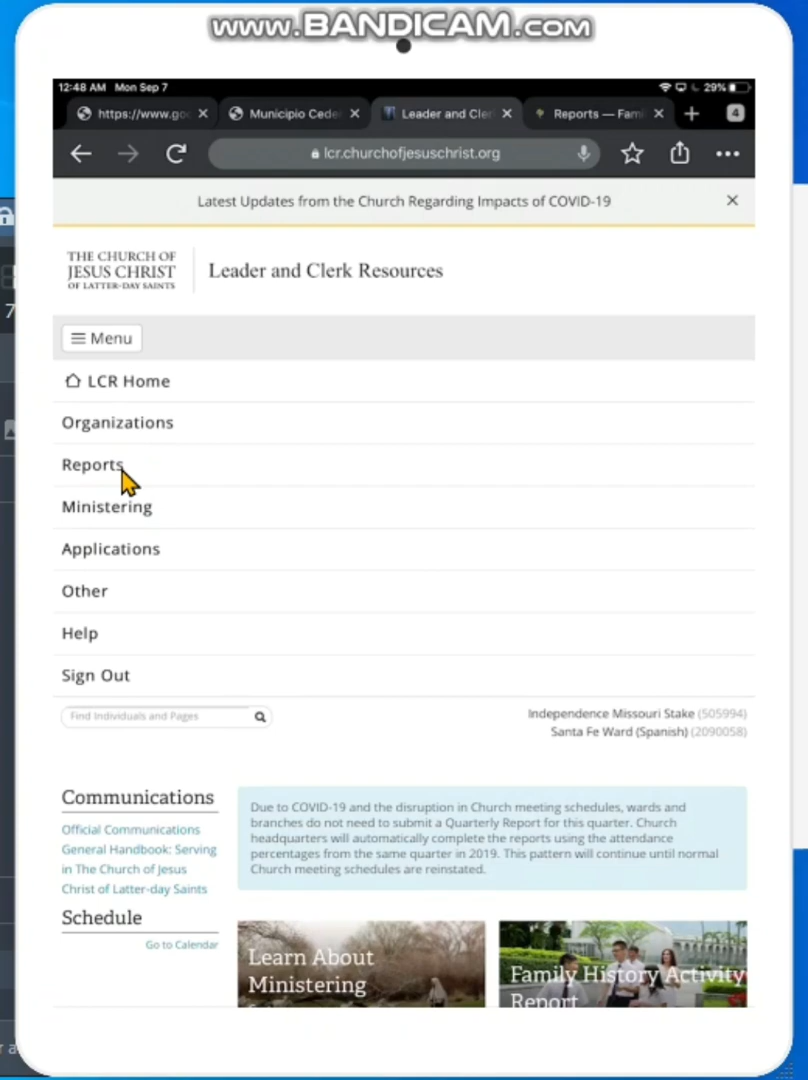 www.BANDICAM.com
12:48 AM Mon Sep 7
29%
https://www.goo
Municipio Cede
Leader and Cler
Reports — Fami
4
lcr.churchofjesuschrist.org
Latest Updates from the Church Regarding Impacts of COVID-19
THE CHURCH OF
JESUS CHRIST
OF LATTER-DAY SAINTS
Leader and Clerk Resources
Menu
LCR Home
Organizations
Reports
Ministering
Applications
Other
Help
Sign Out
Find Individuals and Pages
Independence Missouri Stake (505994)
Santa Fe Ward (Spanish) (2090058)
Communications
Official Communications
General Handbook: Serving
in The Church of Jesus
Christ of Latter-day Saints
Schedule
Go to Calendar
Due to COVID-19 and the disruption in Church meeting schedules, wards and
branches do not need to submit a Quarterly Report for this quarter. Church
headquarters will automatically complete the reports using the attendance
percentages from the same quarter in 2019. This pattern will continue until normal
Church meeting schedules are reinstated.
Learn About
Ministering
Family History Activity
Report